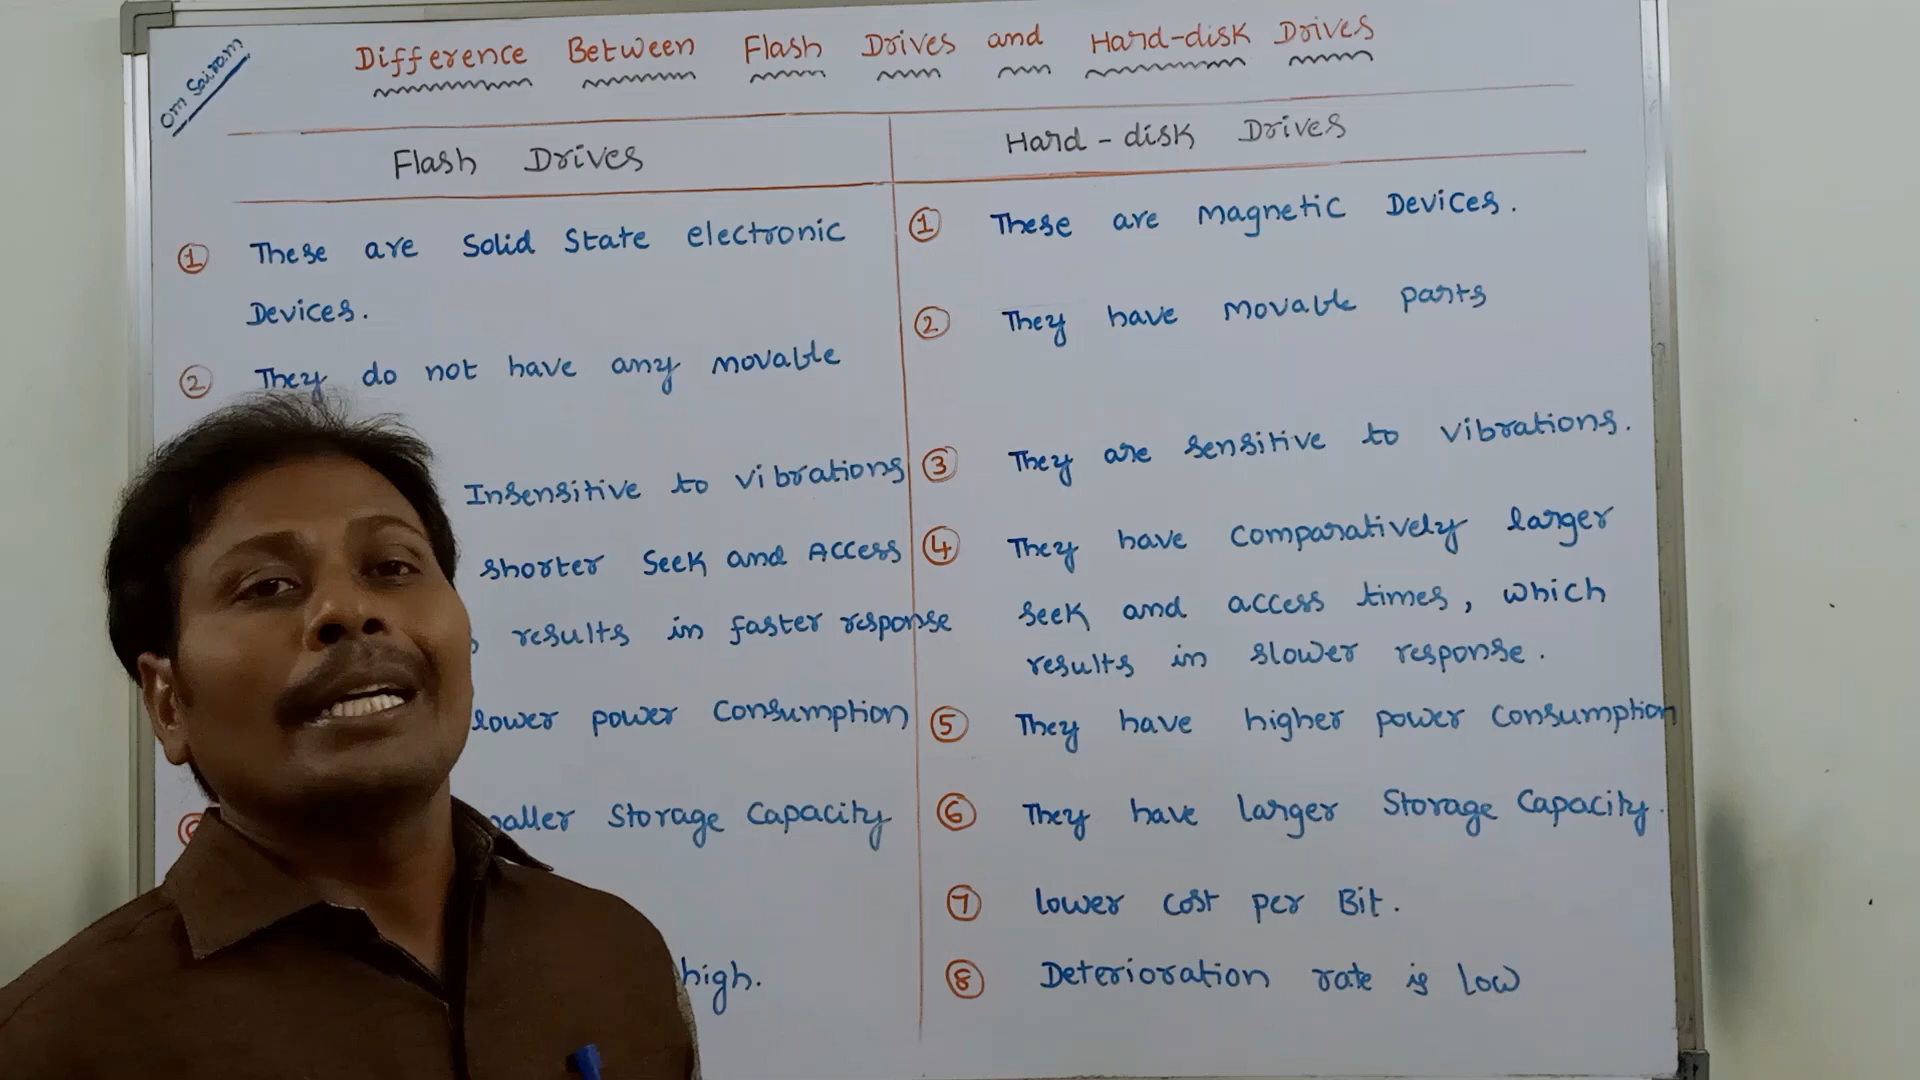 Om Sairam
Difference Between Flash Drives and Hard-disk Drives
Flash Drives
① These are Solid State electronic
Devices.
② They do not have any movable
Insensitive to vibrations
shorter Seek and Access
results in faster response
lower power consumption
Storage Capacity
high.
Hard-disk Drives
① These are Magnetic Devices.
② They have movable parts
③ They are sensitive to vibrations.
④ They have comparatively larger
seek and access times, which
results in slower response.
⑤ They have higher power consumption
⑥ They have larger Storage Capacity.
⑦ lower cost per Bit.
⑧ Deterioration rate is low